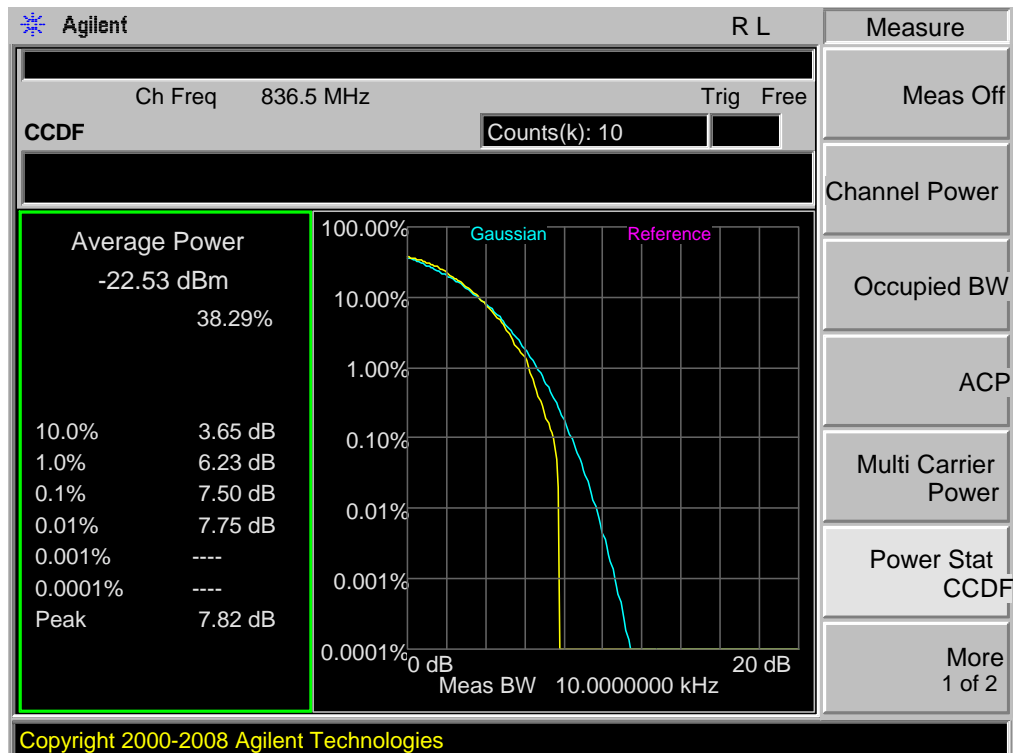 Agilent R L
Ch Freq 836.5 MHz Trig Free
CCDF Counts(k): 10
Average Power
-22.53 dBm
38.29%
10.0% 3.65 dB
1.0% 6.23 dB
0.1% 7.50 dB
0.01% 7.75 dB
0.001% ----
0.0001% ----
Peak 7.82 dB
Gaussian Reference
100.00%
10.00%
1.00%
0.10%
0.01%
0.001%
0.0001%
0 dB 20 dB
Meas BW 10.0000000 kHz
Measure
Meas Off
Channel Power
Occupied BW
ACP
Multi Carrier
Power
Power Stat
CCDF
More
1 of 2
Copyright 2000-2008 Agilent Technologies